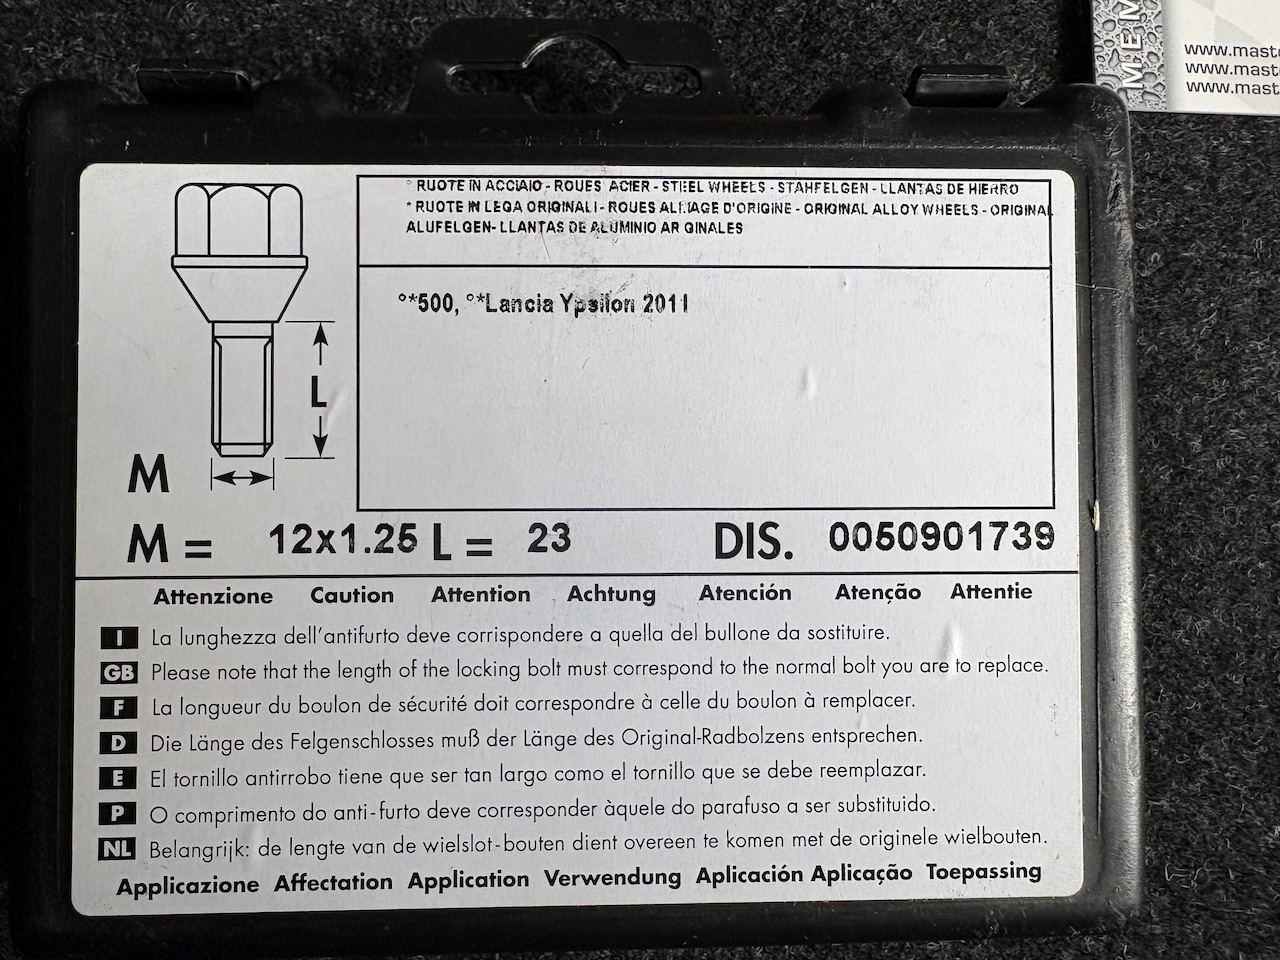 MEM
www.mast
www.mast
www.mast
° RUOTE IN ACCIAIO - ROUES ACIER - STEEL WHEELS - STAHFELGEN - LLANTAS DE HIERRO
* RUOTE IN LEGA ORIGINALI - ROUES ALLIAGE D'ORIGINE - ORIGINAL ALLOY WHEELS - ORIGINAL
ALUFELGEN- LLANTAS DE ALUMINIO AR GINALES
°*500, °*Lancia Ypsilon 2011
L
M
M = 12x1.25 L = 23 DIS. 0050901739
Attenzione Caution Attention Achtung Atención Atenção Attentie
I La lunghezza dell'antifurto deve corrispondere a quella del bullone da sostituire.
GB Please note that the length of the locking bolt must correspond to the normal bolt you are to replace.
F La longueur du boulon de sécurité doit correspondre à celle du boulon à remplacer.
D Die Länge des Felgenschlosses muß der Länge des Original-Radbolzens entsprechen.
E El tornillo antirrobo tiene que ser tan largo como el tornillo que se debe reemplazar.
P O comprimento do anti-furto deve corresponder àquele do parafuso a ser substituido.
NL Belangrijk: de lengte van de wielslot-bouten dient overeen te komen met de originele wielbouten.
Applicazione Affectation Application Verwendung Aplicación Aplicação Toepassing